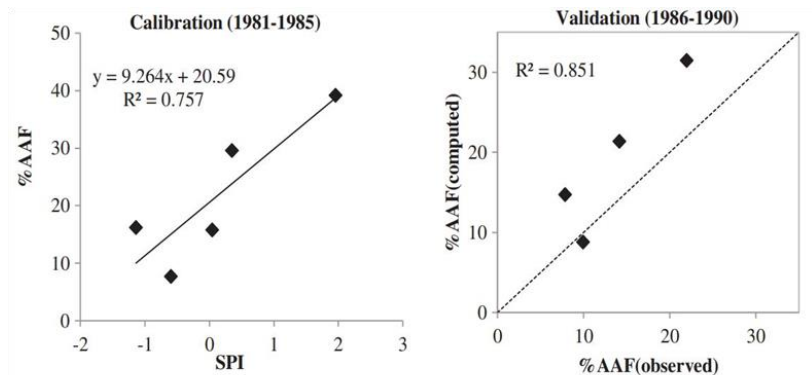 Calibration (1981-1985)
50
40
30
20
10
0
%AAF
y = 9.264x + 20.59
R² = 0.757
-2 -1 0 1 2 3
SPI
Validation (1986-1990)
30
20
10
0
%AAF(computed)
R² = 0.851
0 10 20 30
%AAF(observed)